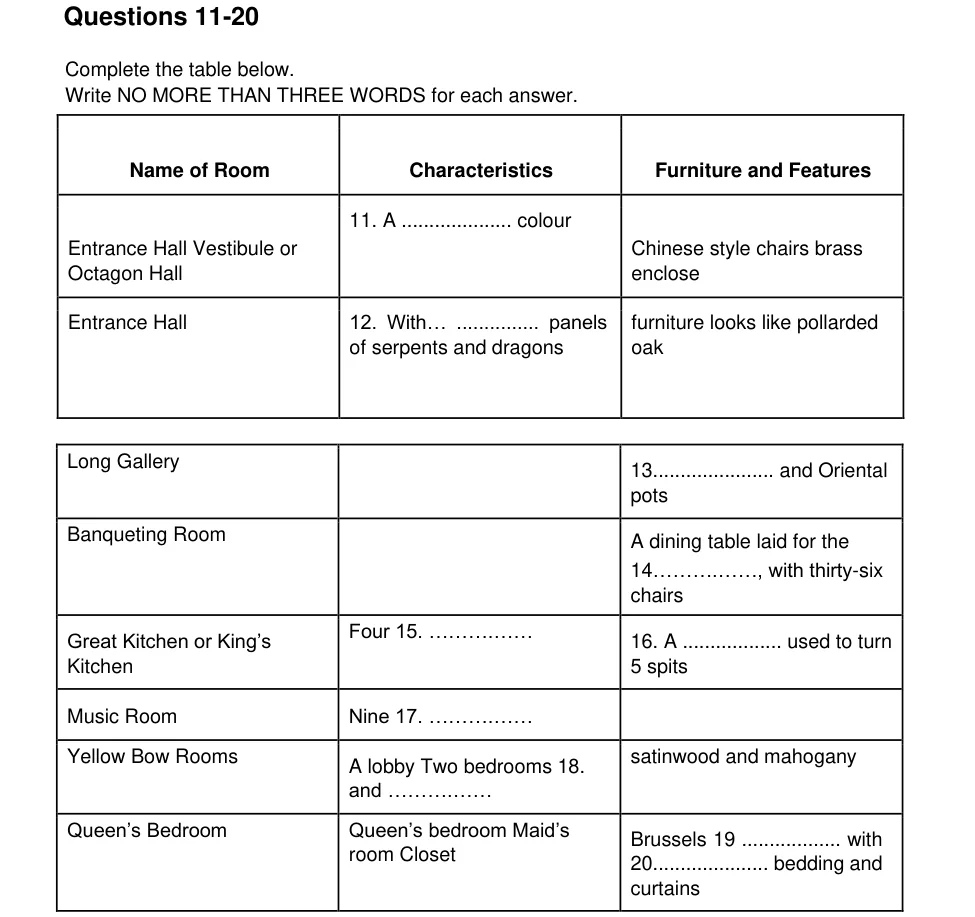 Questions 11-20
Complete the table below.
Write NO MORE THAN THREE WORDS for each answer.
Name of Room
Characteristics
Furniture and Features
Entrance Hall Vestibule or
Octagon Hall
11. A .................... colour
Chinese style chairs brass
enclose
Entrance Hall
12. With… ............... panels
of serpents and dragons
furniture looks like pollarded
oak
Long Gallery
13...................... and Oriental
pots
Banqueting Room
A dining table laid for the
14……………, with thirty-six
chairs
Great Kitchen or King’s
Kitchen
Four 15. ……………
16. A .................. used to turn
5 spits
Music Room
Nine 17. ……………
Yellow Bow Rooms
A lobby Two bedrooms 18.
and ……………
satinwood and mahogany
Queen’s Bedroom
Queen’s bedroom Maid’s
room Closet
Brussels 19 .................. with
20..................... bedding and
curtains